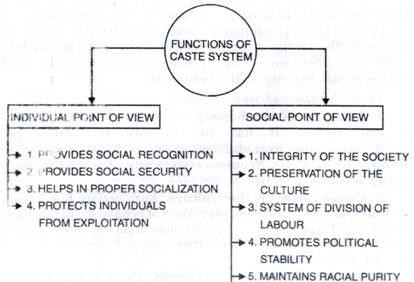 FUNCTIONS OF
CASTE SYSTEM
INDIVIDUAL POINT OF VIEW
1. PROVIDES SOCIAL RECOGNITION
2. PROVIDES SOCIAL SECURITY
3. HELPS IN PROPER SOCIALIZATION
4. PROTECTS INDIVIDUALS
FROM EXPLOITATION
SOCIAL POINT OF VIEW
1. INTEGRITY OF THE SOCIETY
2. PRESERVATION OF THE
CULTURE
3. SYSTEM OF DIVISION OF
LABOUR
4. PROMOTES POLITICAL
STABILITY
5. MAINTAINS RACIAL PURITY